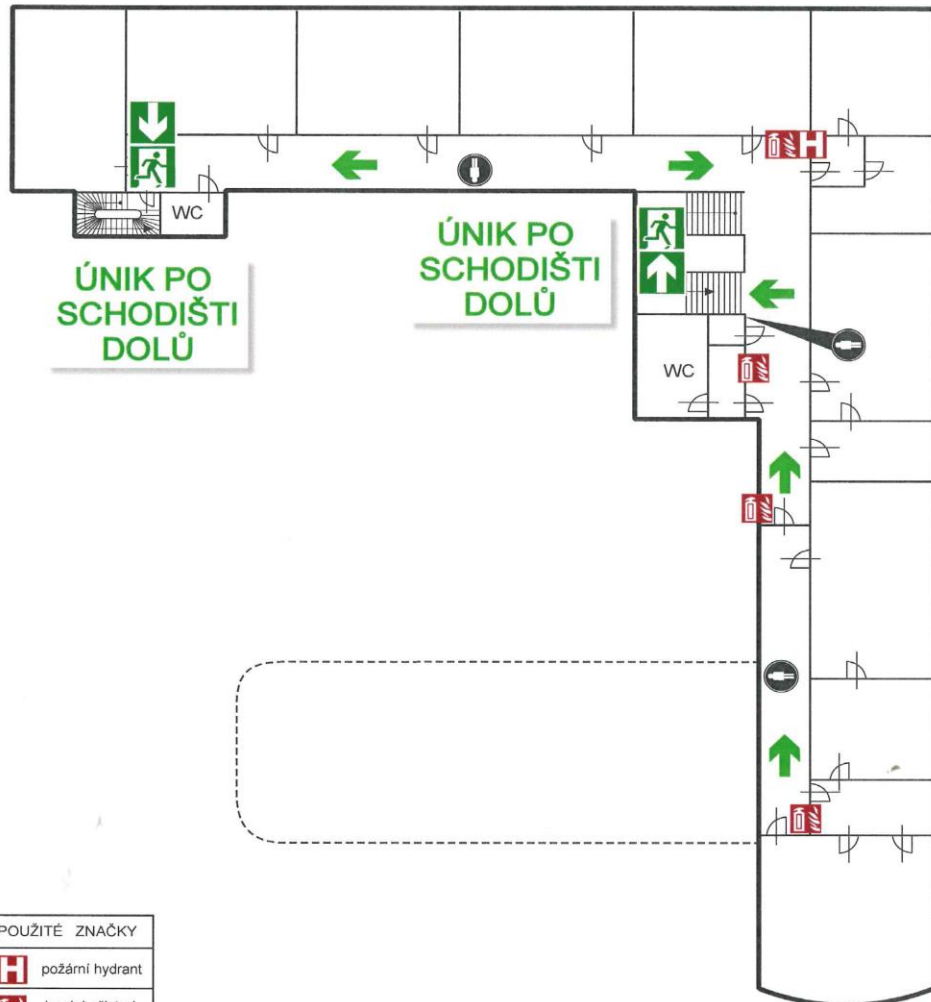 WC
ÚNIK PO
SCHODIŠTI
DOLŮ
ÚNIK PO
SCHODIŠTI
DOLŮ
H
WC
POUŽITÉ ZNAČKY
H požární hydrant